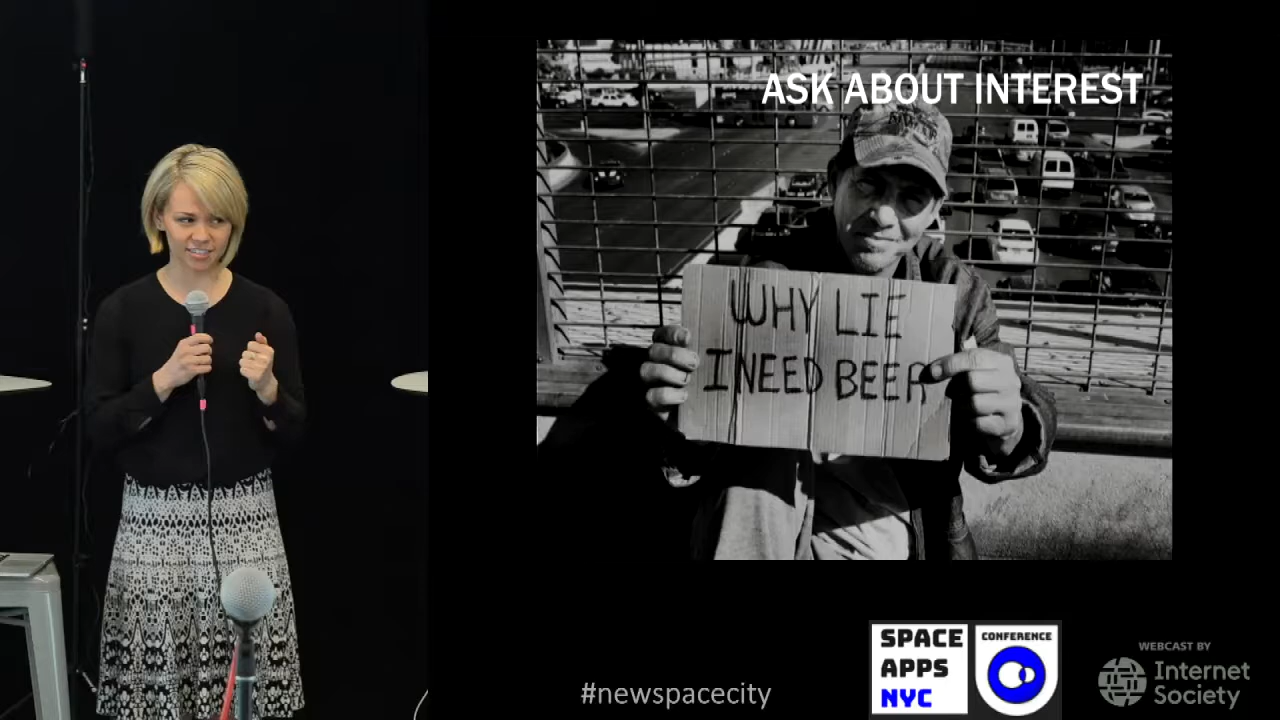 ASK ABOUT INTEREST
WHY LIE
I NEED BEER
#newspacecity
SPACE
APPS
NYC
CONFERENCE
WEBCAST BY
Internet
Society